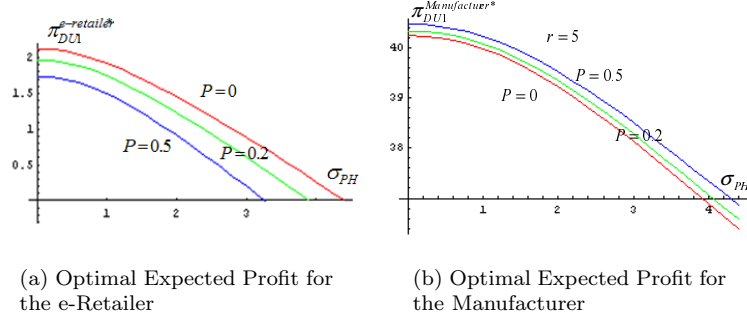 π_{DU1}^{e-retailer*}
2
1.5
1
0.5
1
2
3
P=0
P=0.5
P=0.2
σ_{PH}
(a) Optimal Expected Profit for
the e-Retailer
π_{DU1}^{Manufacturer*}
40
39
38
1
2
3
4
r=5
P=0.5
P=0
P=0.2
σ_{PH}
(b) Optimal Expected Profit for
the Manufacturer